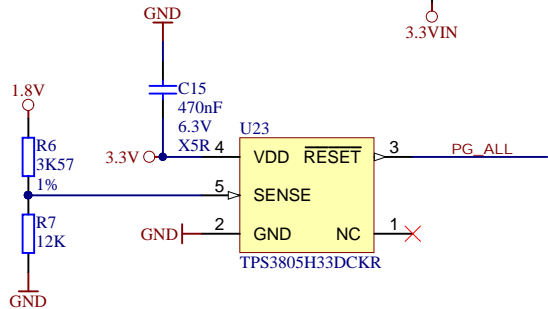 GND
3.3VIN
C15
470nF
6.3V
X5R
1.8V
R6
3K57
1%
3.3V
U23
4
VDD
RESET
3
PG_ALL
5
SENSE
R7
12K
GND
2
GND
NC
1
TPS3805H33DCKR
GND